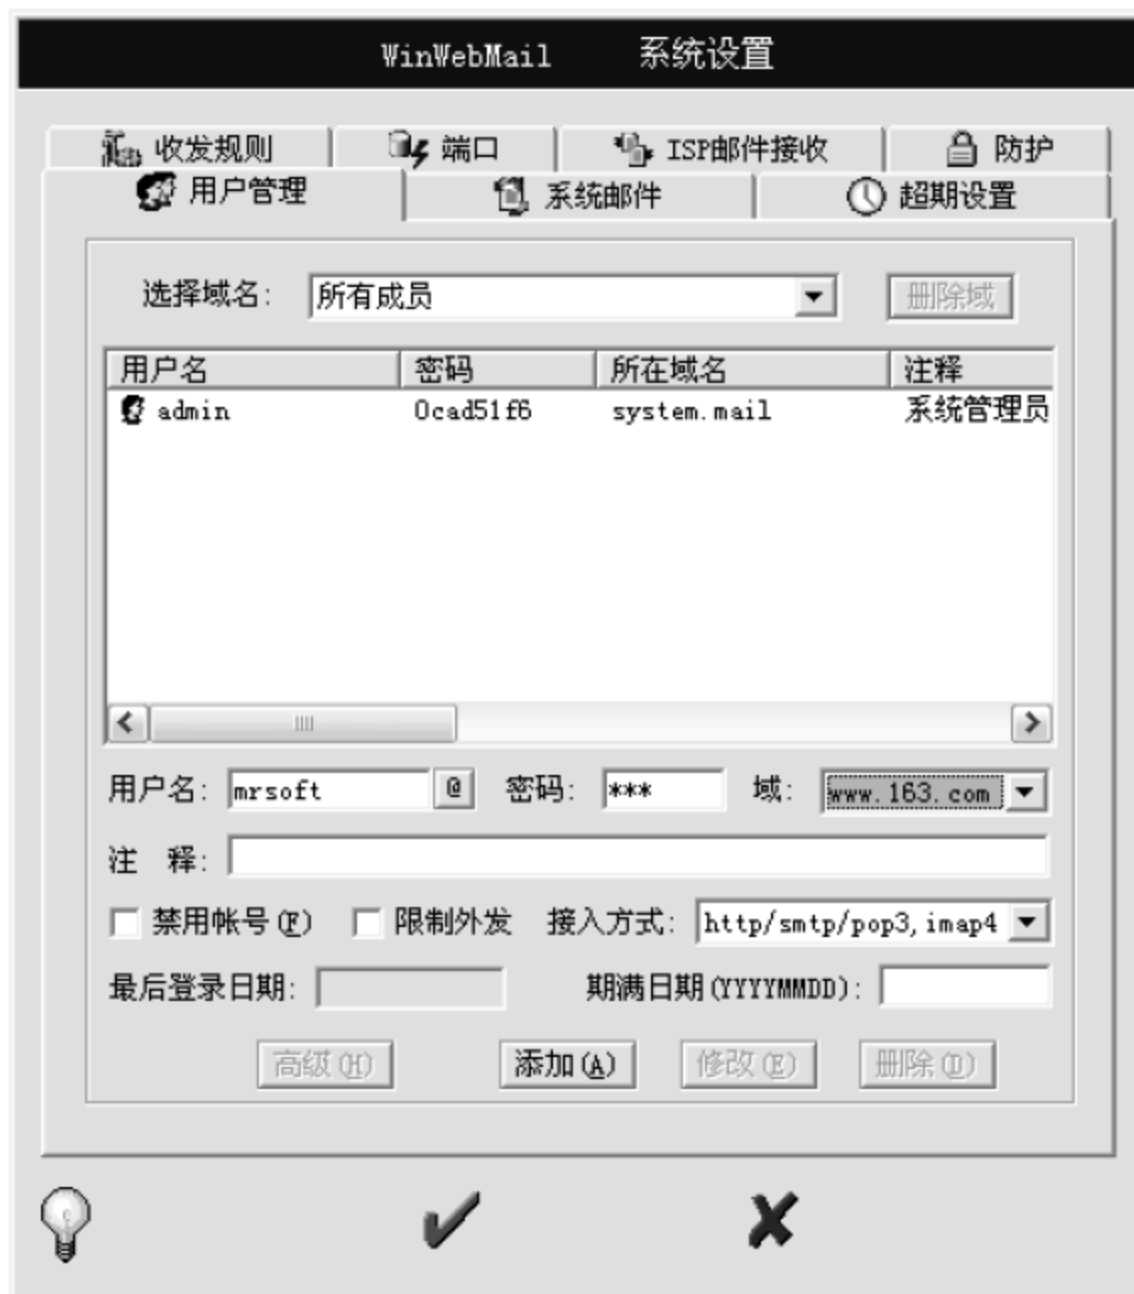 WinWebMail 系统设置
收发规则 端口 ISP邮件接收 防护
用户管理 系统邮件 超期设置
选择域名: 所有成员 删除域
用户名 密码 所在域名 注释
admin 0cad51f6 system.mail 系统管理员
用户名: mrsoft @ 密码: *** 域: www.163.com
注 释:
禁用帐号(F) 限制外发 接入方式: http/smtp/pop3,imap4
最后登录日期: 期满日期(YYYYMMDD):
高级(H) 添加(A) 修改(E) 删除(D)